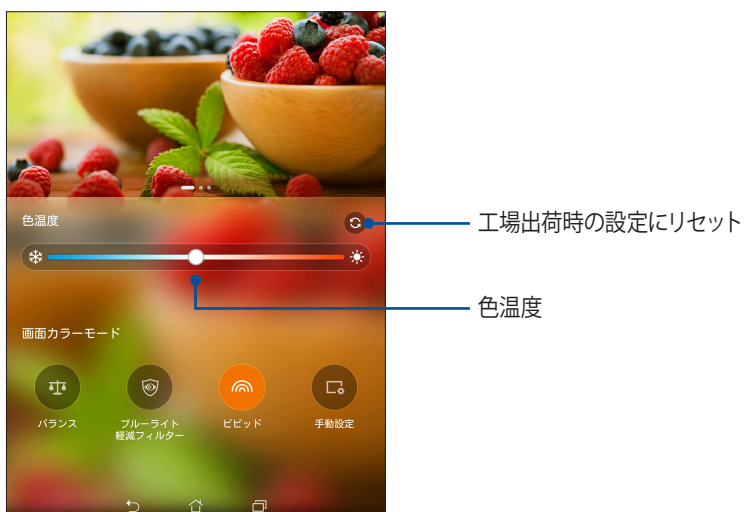 色温度
工場出荷時の設定にリセット
色温度
画面カラーモード
バランス
ブルーライト
軽減フィルター
ビビッド
手動設定